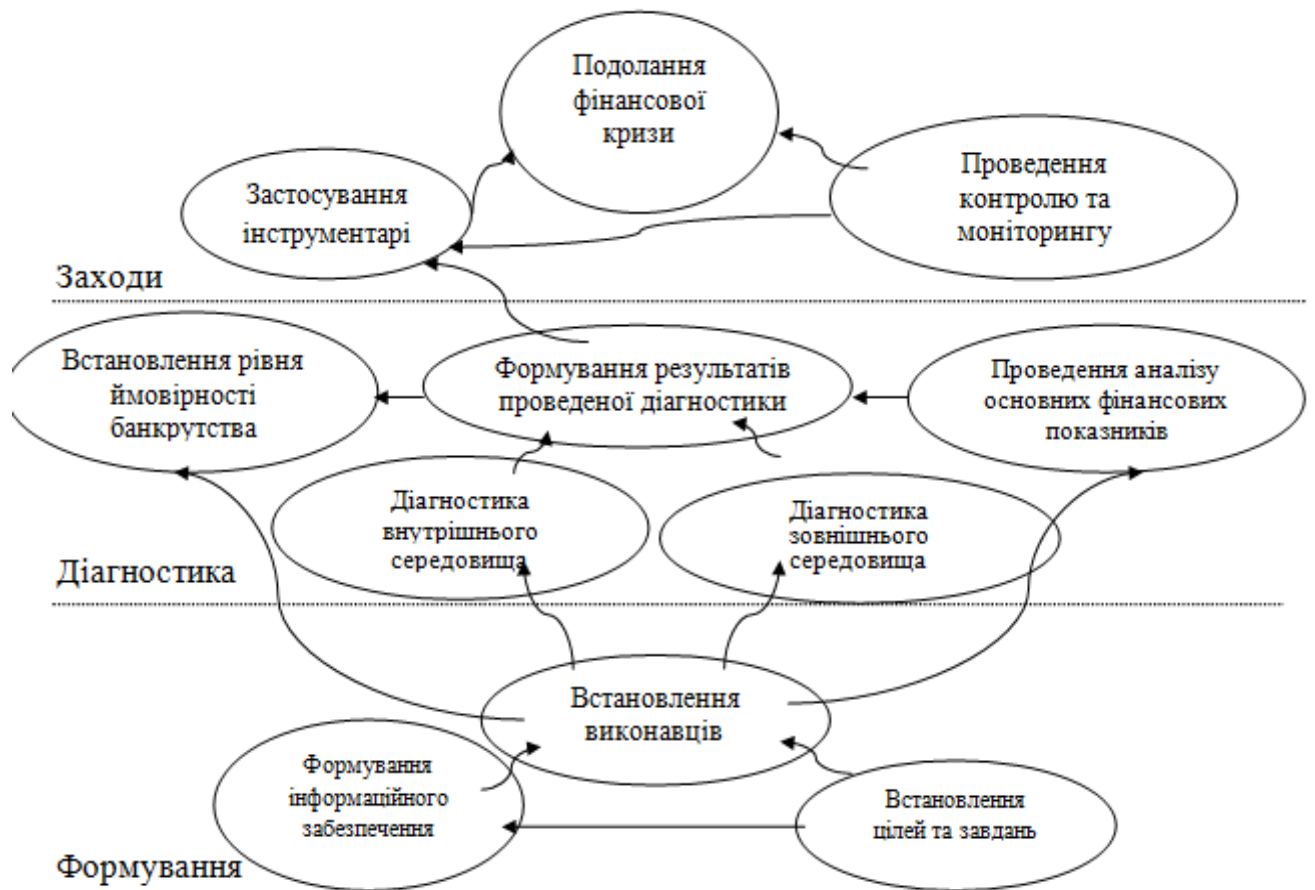 Подолання
фінансової
кризи
Застосування
інструментарі
Проведення
контролю та
моніторингу
Заходи
Встановлення рівня
ймовірності
банкрутства
Формування результатів
проведеної діагностики
Проведення аналізу
основних фінансових
показників
Діагностика
внутрішнього
середовища
Діагностика
зовнішнього
середовища
Діагностика
Встановлення
виконавців
Формування
інформаційного
забезпечення
Встановлення
цілей та завдань
Формування